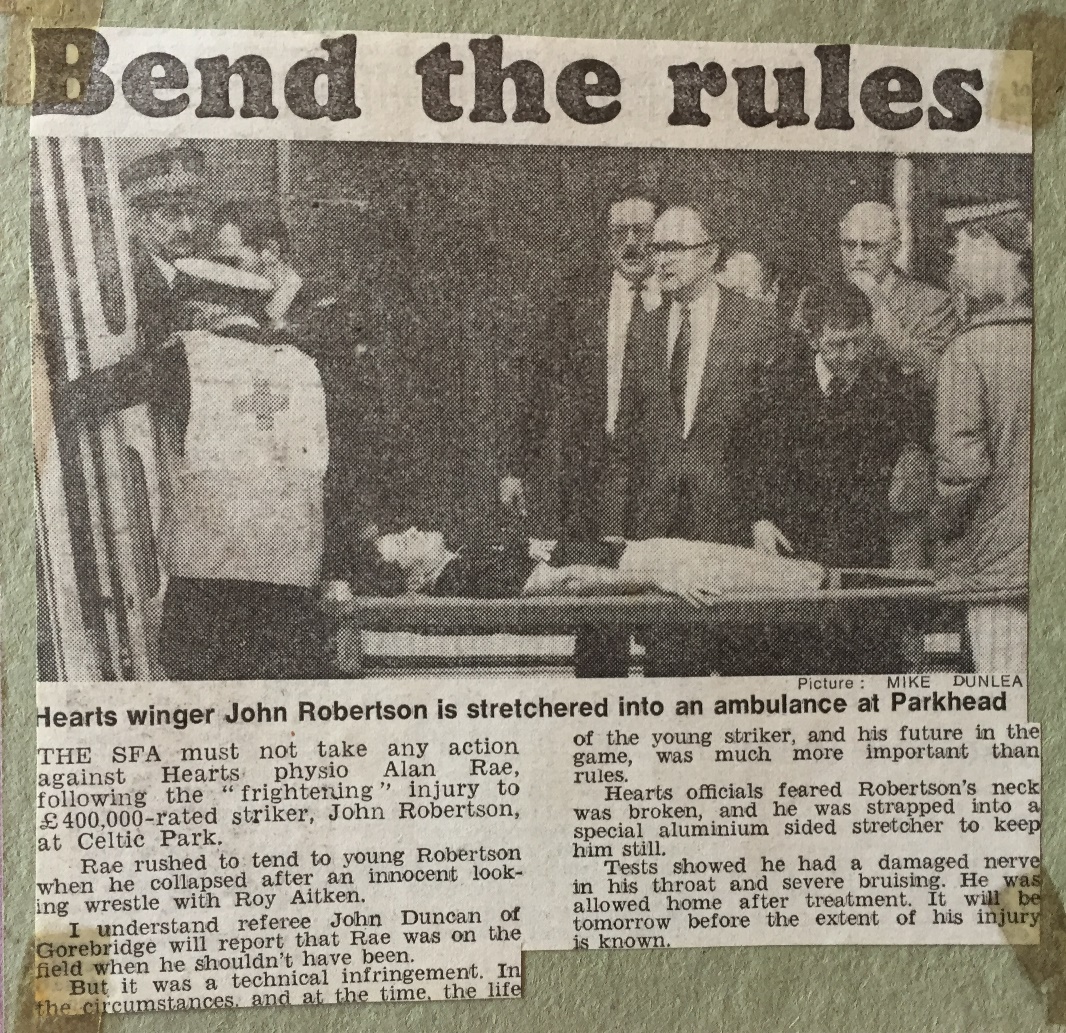 Bend the rules
Picture: MIKE DUNLEA
Hearts winger John Robertson is stretchered into an ambulance at Parkhead
THE SFA must not take any action
against Hearts physio Alan Rae,
following the "frightening" injury to
£400,000-rated striker, John Robertson,
at Celtic Park.
Rae rushed to tend to young Robertson
when he collapsed after an innocent look-
ing wrestle with Roy Aitken.
I understand referee John Duncan of
Gorebridge will report that Rae was on the
field when he shouldn't have been.
But it was a technical infringement. In
the circumstances, and at the time, the life
of the young striker, and his future in the
game, was much more important than
rules.
Hearts officials feared Robertson's neck
was broken, and he was strapped into a
special aluminium sided stretcher to keep
him still.
Tests showed he had a damaged nerve
in his throat and severe bruising. He was
allowed home after treatment. It will be
tomorrow before the extent of his injury
is known.